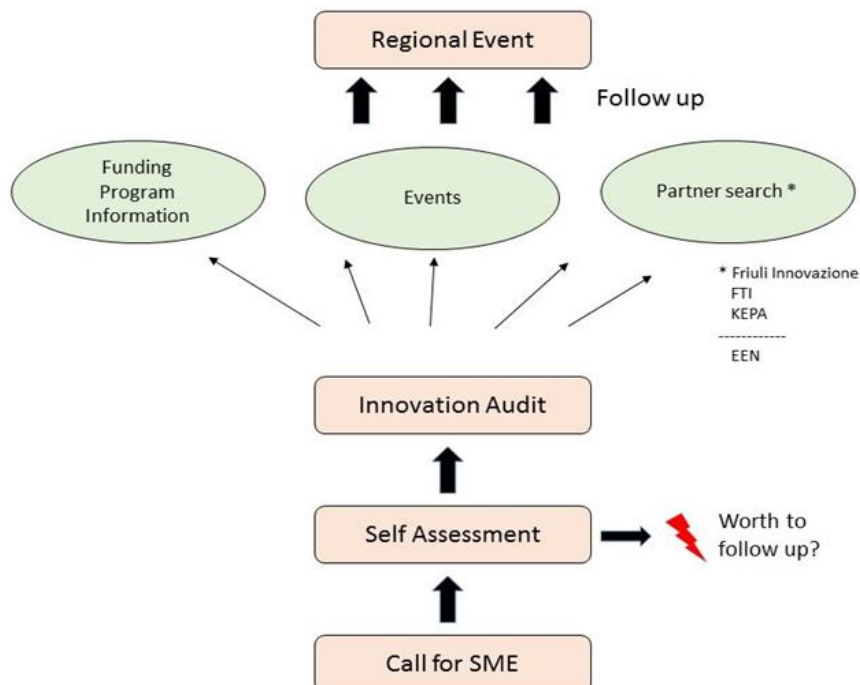 Regional Event
Follow up
Funding
Program
Information
Events
Partner search *
* Friuli Innovazione
FTI
KEPA
------------
EEN
Innovation Audit
Self Assessment
Worth to
follow up?
Call for SME